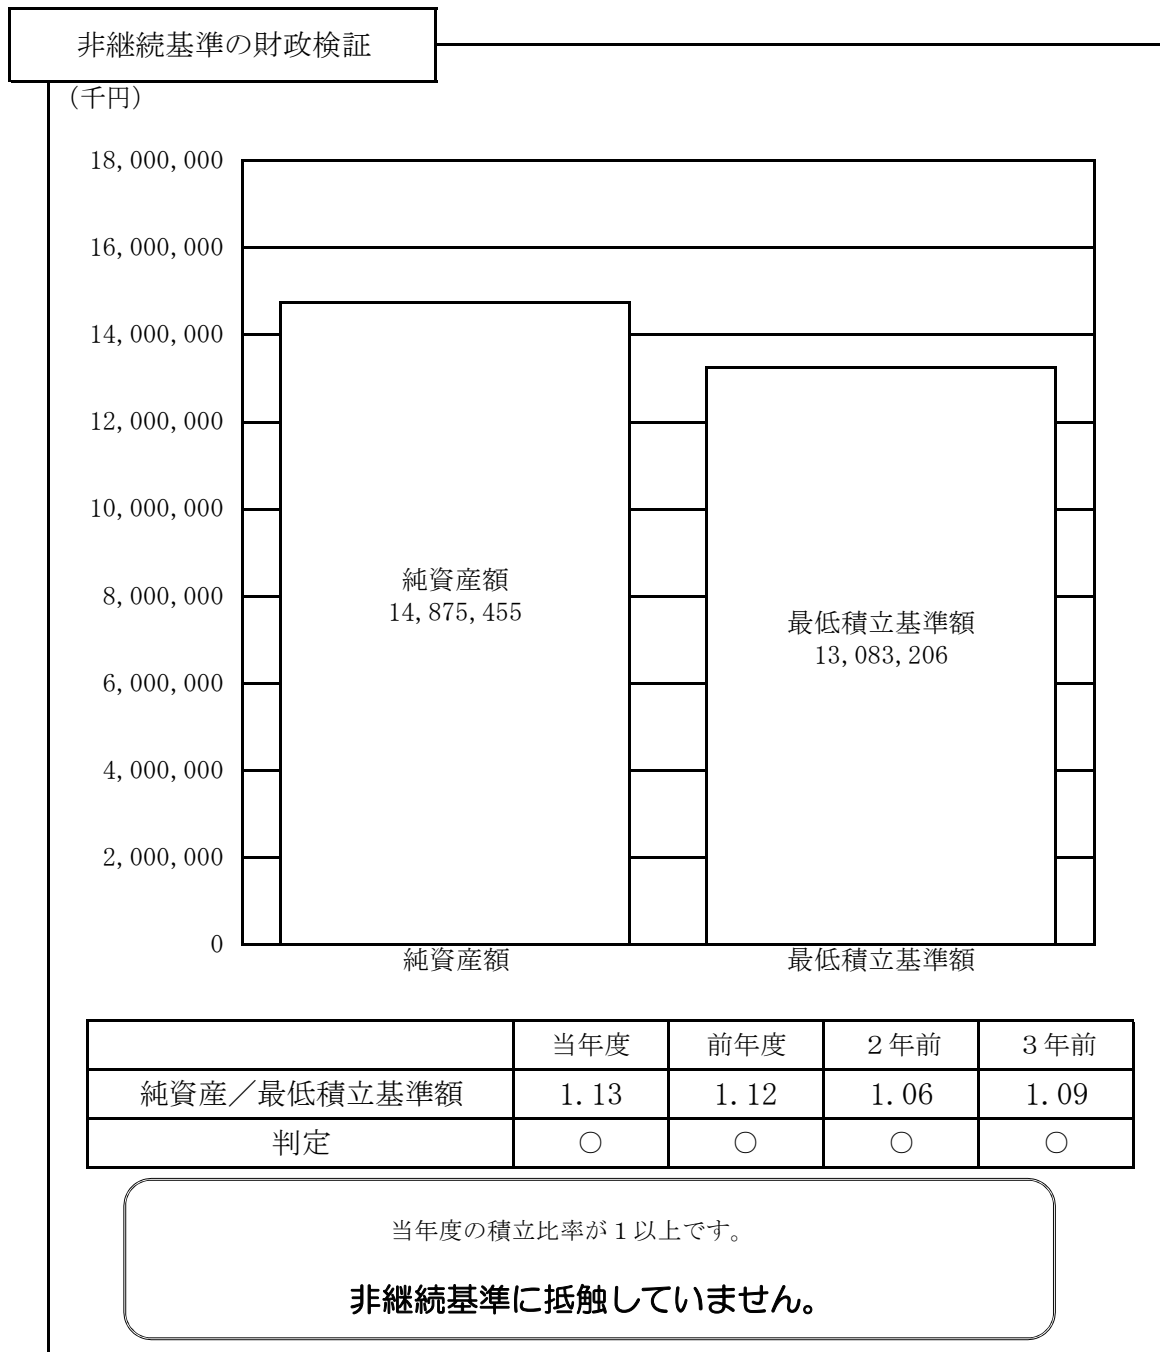 非継続基準の財政検証
(千円)
18,000,000
16,000,000
14,000,000
12,000,000
10,000,000
8,000,000
6,000,000
4,000,000
2,000,000
0
純資産額
14,875,455
最低積立基準額
13,083,206
純資産額 最低積立基準額
当年度 前年度 2年前 3年前
純資産/最低積立基準額 1.13 1.12 1.06 1.09
判定 ○ ○ ○ ○
当年度の積立比率が1以上です。
非継続基準に抵触していません。